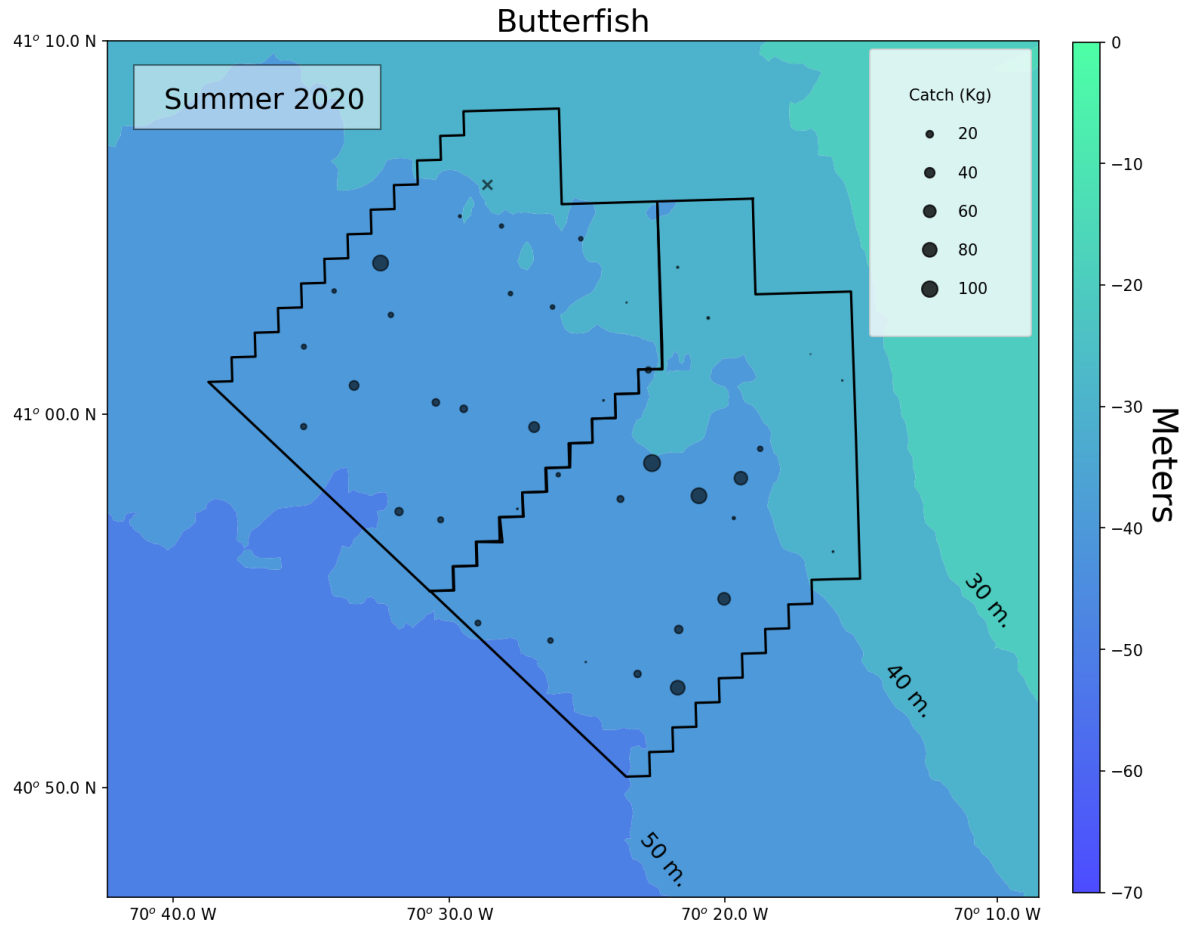 Butterfish
41° 10.0 N
41° 00.0 N
40° 50.0 N
Summer 2020
Catch (Kg)
20
40
60
80
100
30 m.
40 m.
50 m.
70° 40.0 W
70° 30.0 W
70° 20.0 W
70° 10.0 W
0
−10
−20
−30
−40
−50
−60
−70
Meters